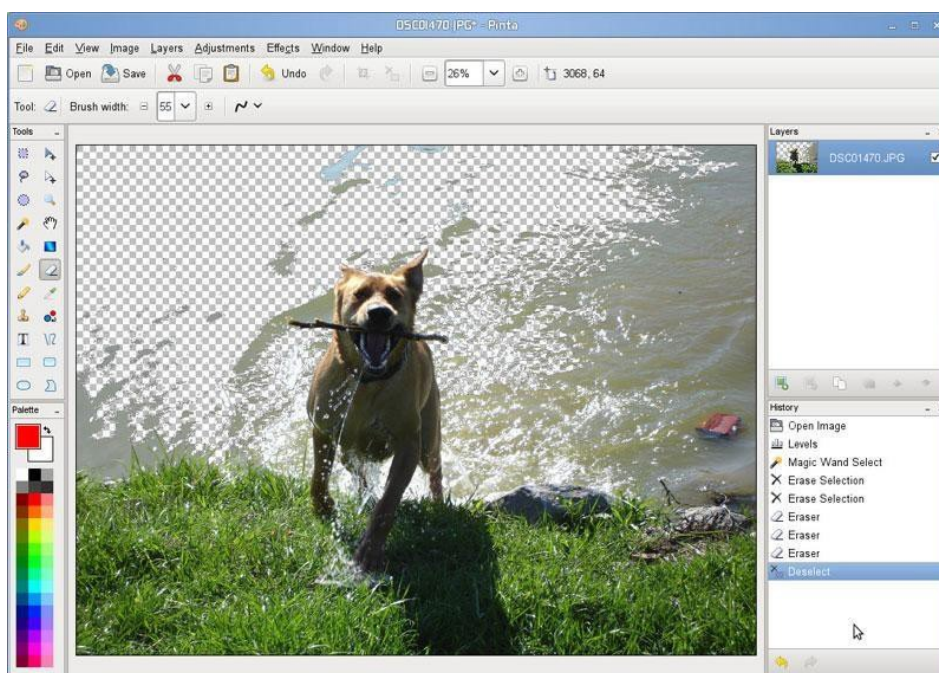 DSC01470.JPG* - Pinta
File Edit View Image Layers Adjustments Effects Window Help
Open Save Undo 26% 3068, 64
Tool: Brush width: 55
Tools
Layers
DSC01470.JPG
Palette
History
Open Image
Levels
Magic Wand Select
Erase Selection
Erase Selection
Eraser
Eraser
Eraser
Deselect